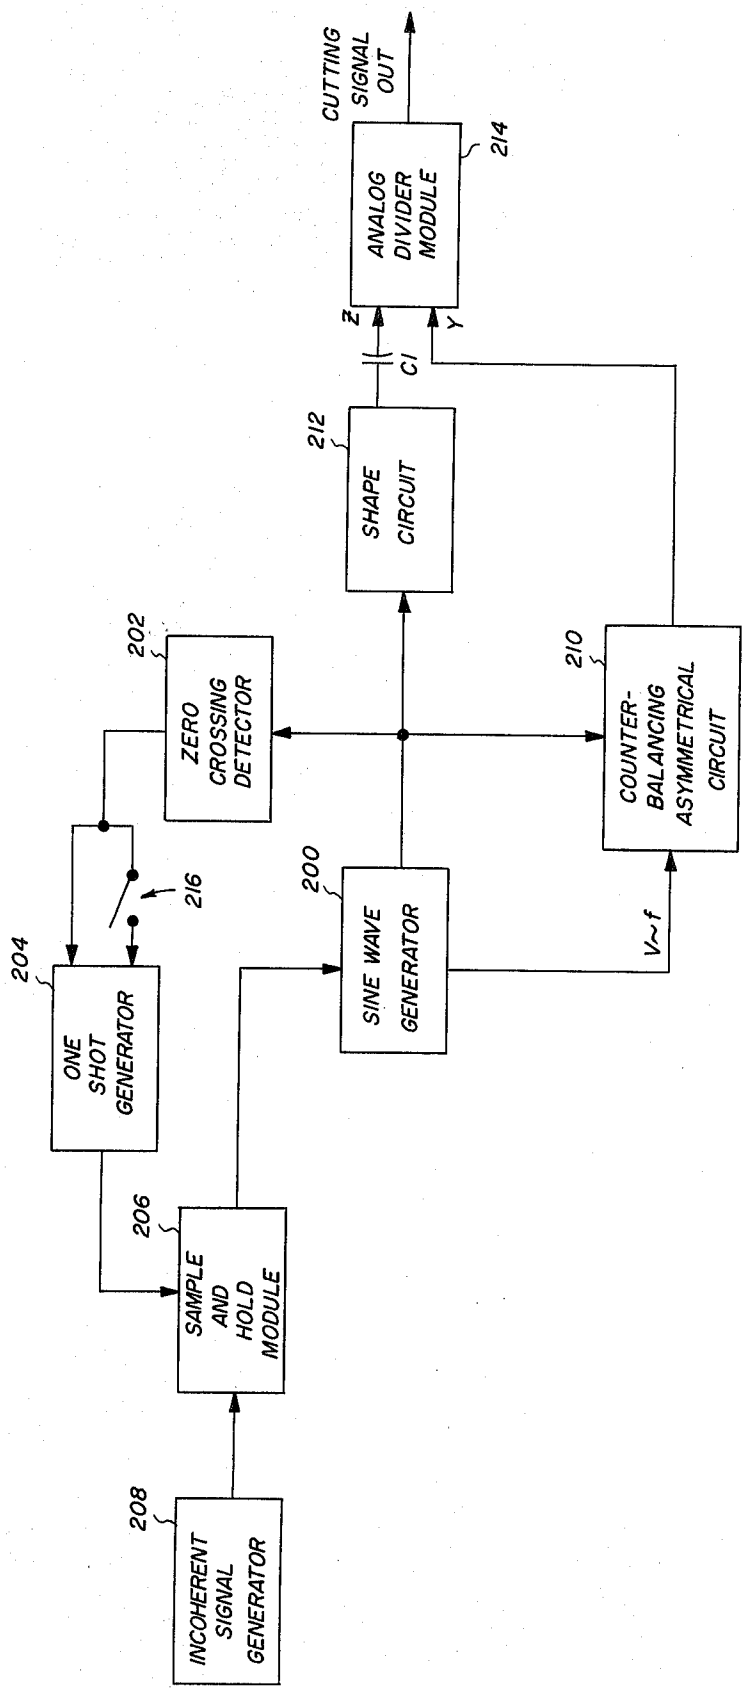 INCOHERENT
SIGNAL
GENERATOR
208
SAMPLE
AND
HOLD
MODULE
206
ONE
SHOT
GENERATOR
204
216
ZERO
CROSSING
DETECTOR
202
SINE WAVE
GENERATOR
200
V~f
COUNTER-
BALANCING
ASYMMETRICAL
CIRCUIT
210
SHAPE
CIRCUIT
212
C1
Z
Y
ANALOG
DIVIDER
MODULE
214
CUTTING
SIGNAL
OUT